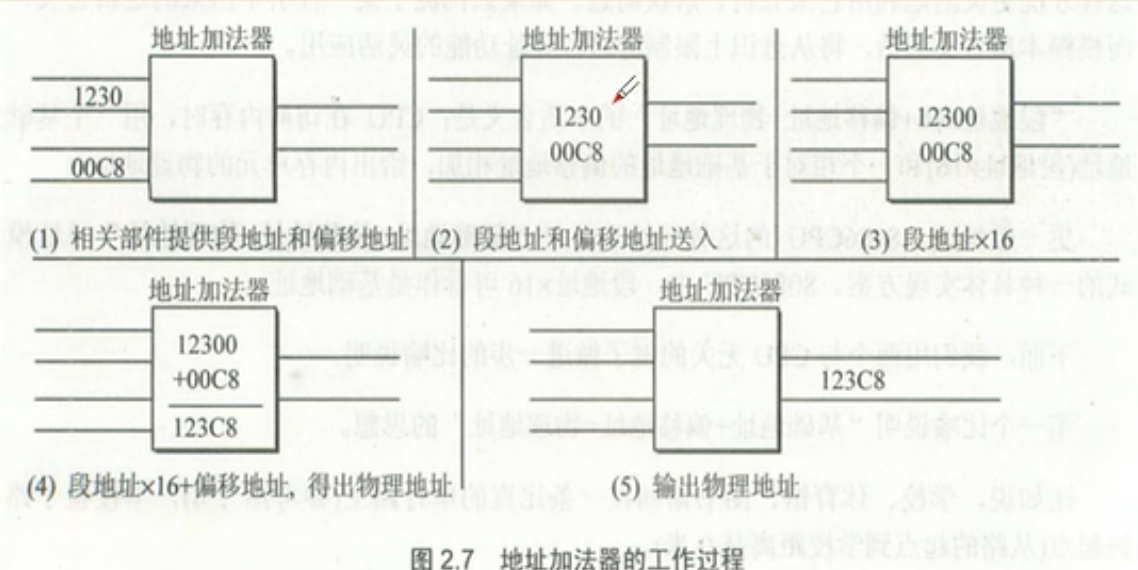 地址加法器
1230
00C8
(1) 相关部件提供段地址和偏移地址
地址加法器
1230
00C8
(2) 段地址和偏移地址送入
地址加法器
12300
00C8
(3) 段地址×16
地址加法器
12300
+00C8
123C8
(4) 段地址×16+偏移地址, 得出物理地址
地址加法器
123C8
(5) 输出物理地址
图 2.7 地址加法器的工作过程